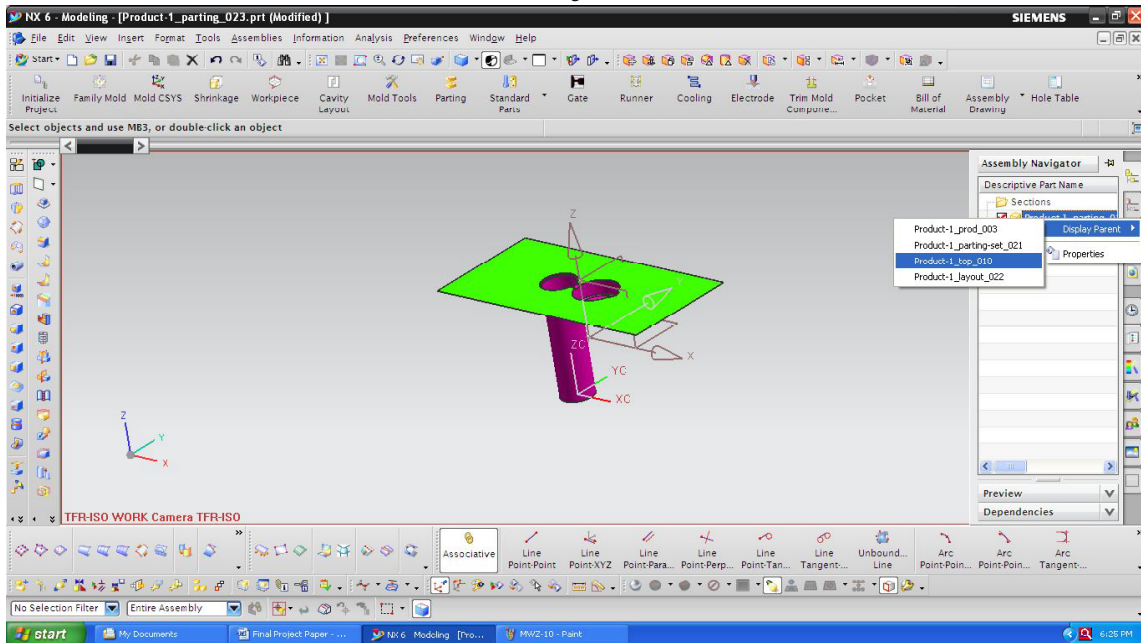 NX 6 - Modeling - [Product-1_parting_023.prt (Modified) ]
SIEMENS
File Edit View Insert Format Tools Assemblies Information Analysis Preferences Window Help
Start
Initialize Project
Family Mold
Mold CSYS
Shrinkage
Workpiece
Cavity Layout
Mold Tools
Parting
Standard Parts
Gate
Runner
Cooling
Electrode
Trim Mold Compone...
Pocket
Bill of Material
Assembly Drawing
Hole Table
Select objects and use MB3, or double-click an object
Assembly Navigator
Descriptive Part Name
Sections
Product-1_parting_0
Display Parent
Properties
Product-1_prod_003
Product-1_parting-set_021
Product-1_top_010
Product-1_layout_022
Z
Y
X
ZC
YC
XC
Z
Y
X
TFR-ISO WORK Camera TFR-ISO
Preview
Dependencies
Associative
Line Point-Point
Line Point-XYZ
Line Point-Para...
Line Point-Perp...
Line Point-Tan...
Line Tangent-...
Unbound... Line
Arc Point-Poin...
Arc Point-Poin...
Arc Tangent-...
No Selection Filter
Entire Assembly
start
My Documents
Final Project Paper - ...
NX 6 Modeling [Pro...
MWZ-10 - Paint
6:25 PM